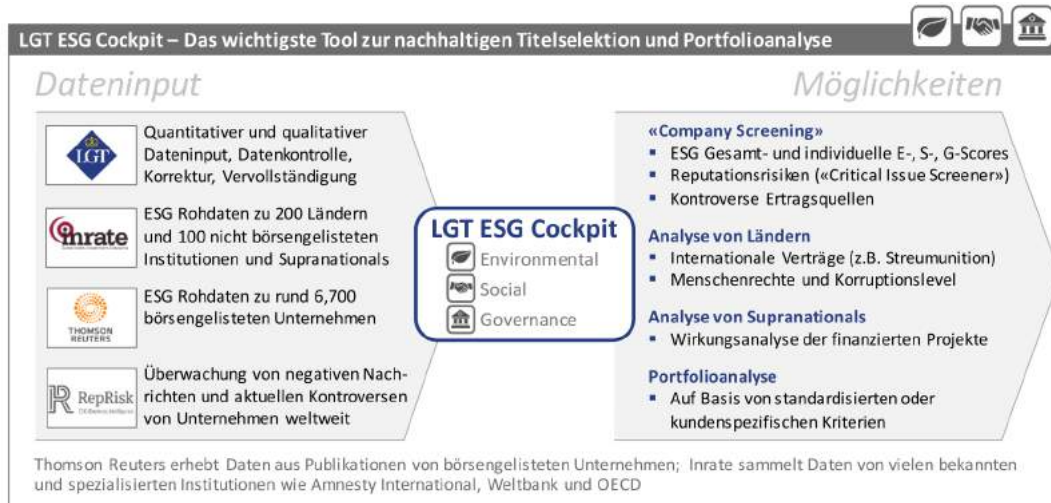 LGT ESG Cockpit – Das wichtigste Tool zur nachhaltigen Titelselektion und Portfolioanalyse
Dateninput
LGT
Quantitativer und qualitativer
Dateninput, Datenkontrolle,
Korrektur, Vervollständigung
inrate
ESG Rohdaten zu 200 Ländern
und 100 nicht börsengelisteten
Institutionen und Supranationals
THOMSON
REUTERS
ESG Rohdaten zu rund 6,700
börsengelisteten Unternehmen
RepRisk
Überwachung von negativen Nach-
richten und aktuellen Kontroversen
von Unternehmen weltweit
LGT ESG Cockpit
Environmental
Social
Governance
Möglichkeiten
«Company Screening»
▪ ESG Gesamt- und individuelle E-, S-, G-Scores
▪ Reputationsrisiken («Critical Issue Screener»)
▪ Kontroverse Ertragsquellen
Analyse von Ländern
▪ Internationale Verträge (z.B. Streumunition)
▪ Menschenrechte und Korruptionslevel
Analyse von Supranationals
▪ Wirkungsanalyse der finanzierten Projekte
Portfolioanalyse
▪ Auf Basis von standardisierten oder
kundenspezifischen Kriterien
Thomson Reuters erhebt Daten aus Publikationen von börsengelisteten Unternehmen; Inrate sammelt Daten von vielen bekannten
und spezialisierten Institutionen wie Amnesty International, Weltbank und OECD